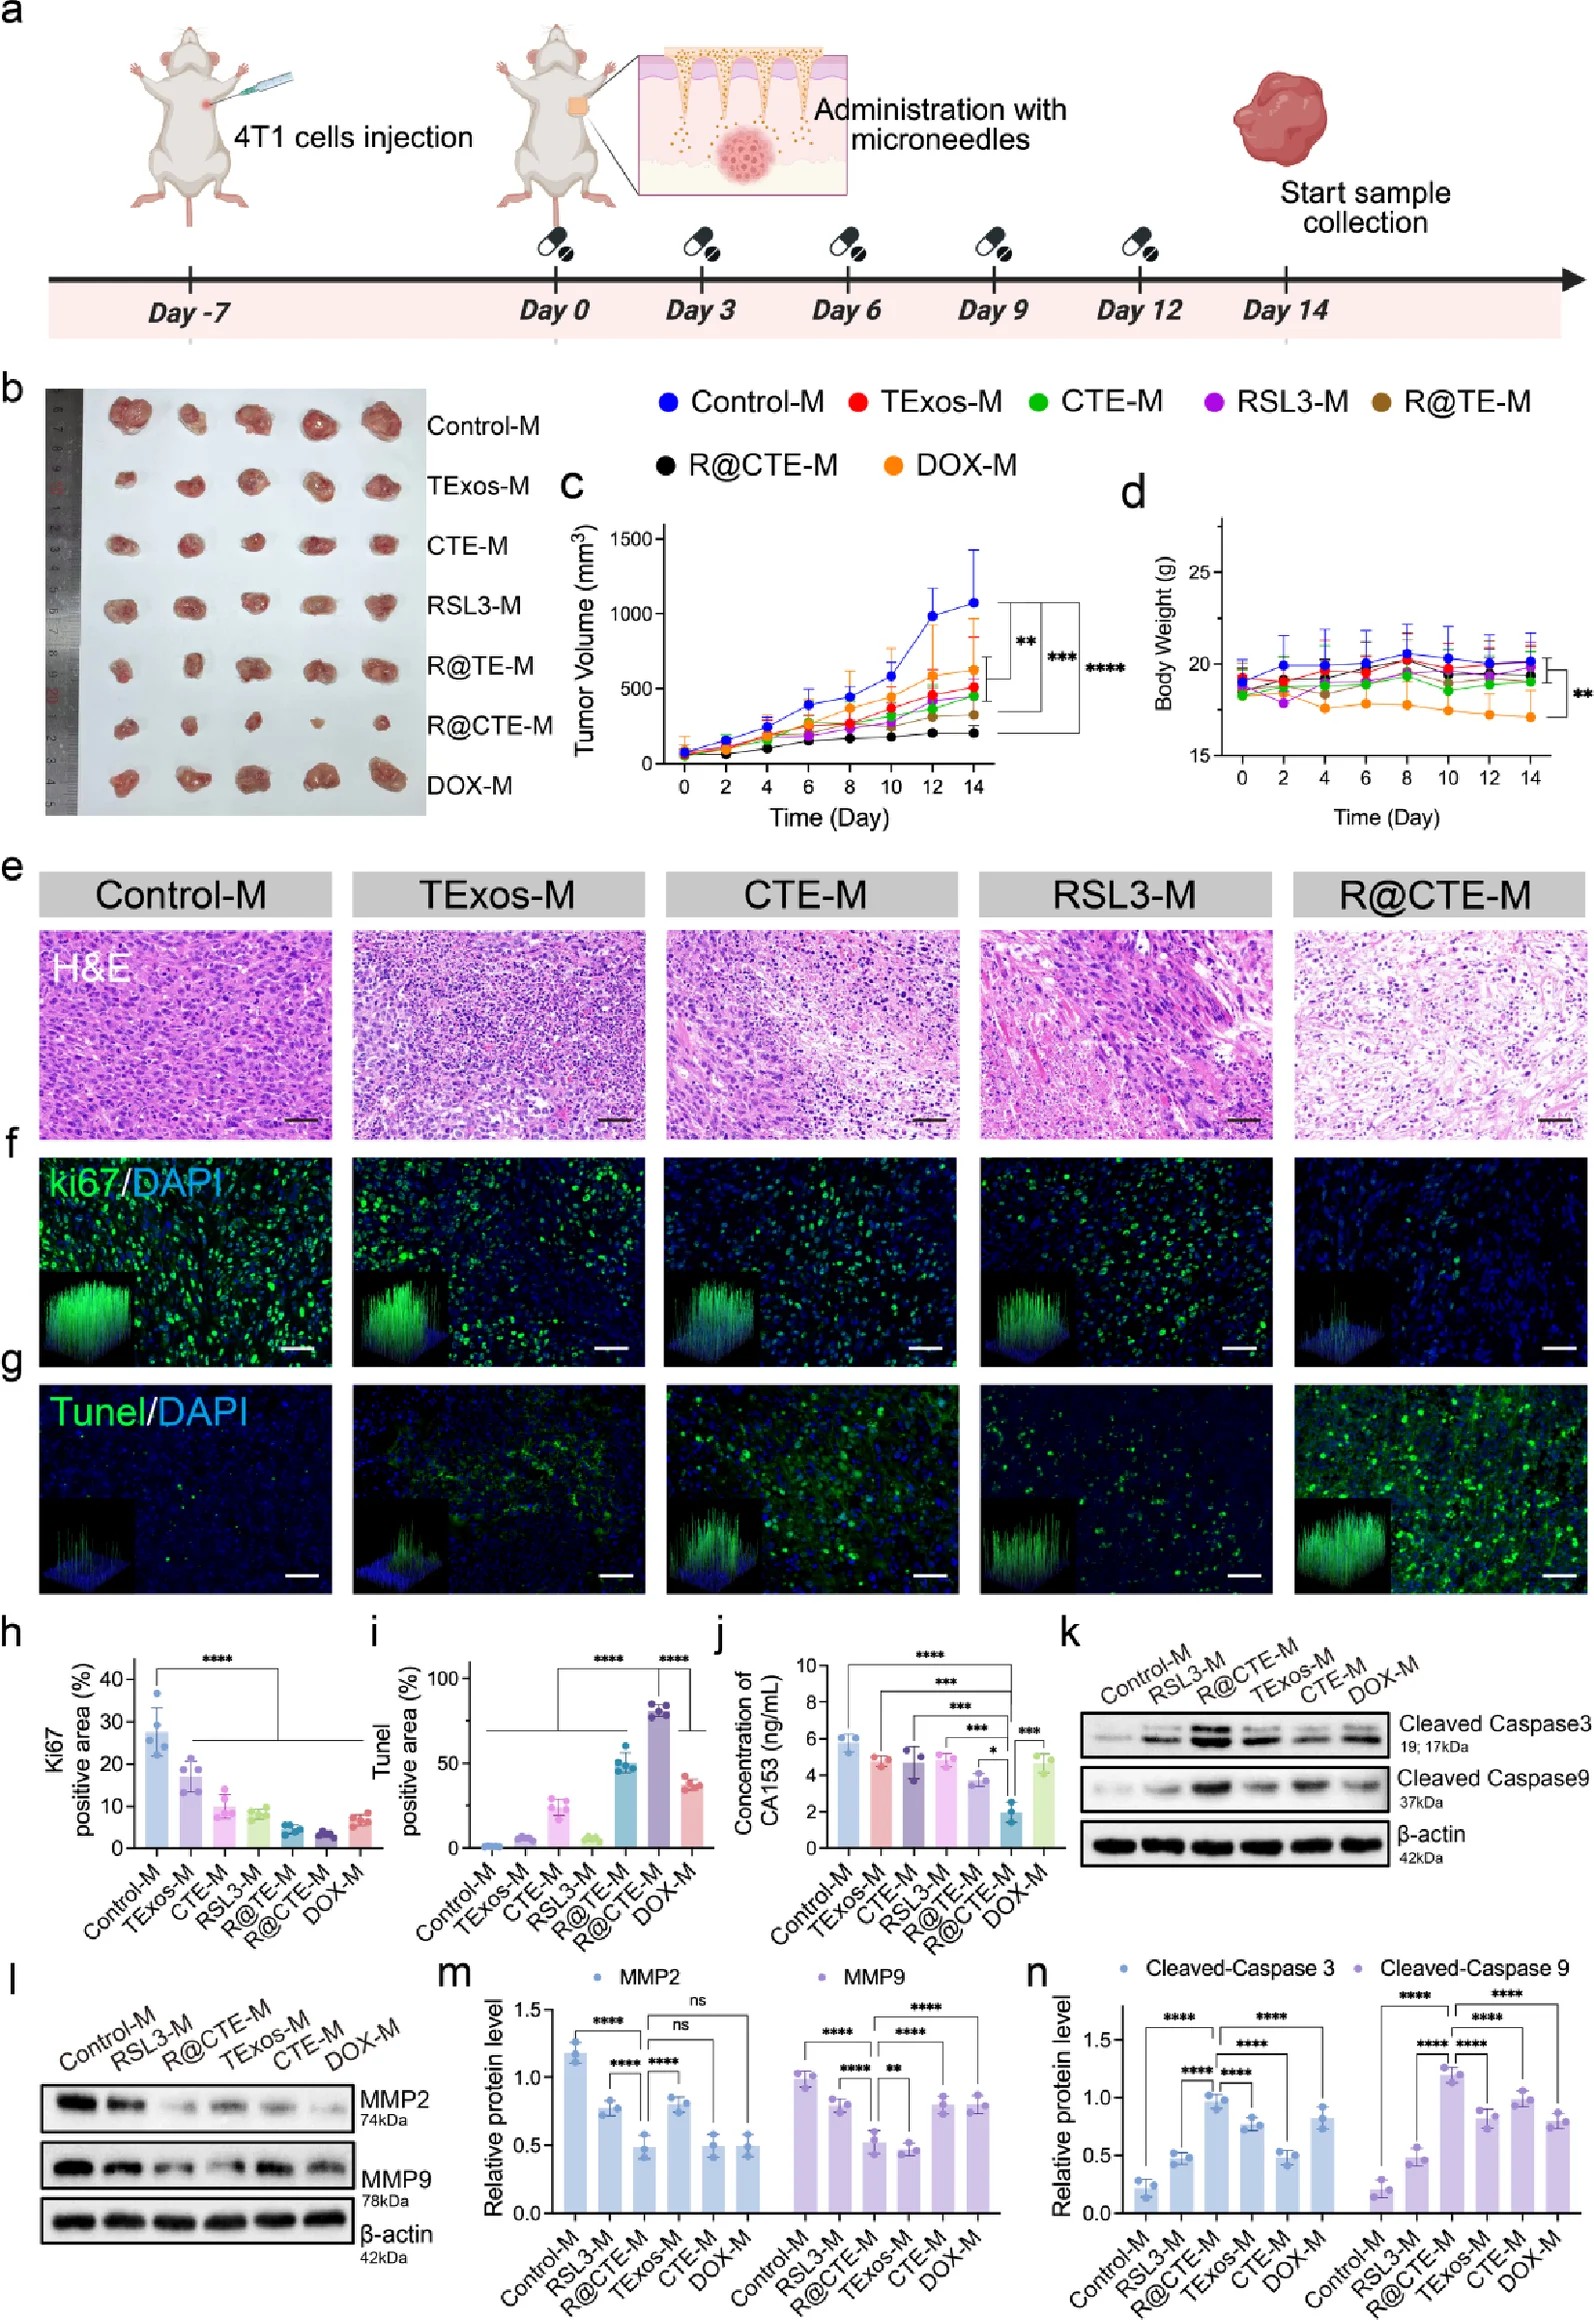 a
4T1 cells injection
Administration with
microneedles
Start sample
collection
Day -7
Day 0
Day 3
Day 6
Day 9
Day 12
Day 14
b
Control-M
TExos-M
CTE-M
RSL3-M
R@TE-M
R@CTE-M
DOX-M
Control-M
TExos-M
CTE-M
RSL3-M
R@TE-M
R@CTE-M
DOX-M
c
Tumor Volume (mm³)
1500
1000
500
0
0 2 4 6 8 10 12 14
Time (Day)
**
***
****
d
Body Weight (g)
25
20
15
0 2 4 6 8 10 12 14
Time (Day)
**
e
Control-M
TExos-M
CTE-M
RSL3-M
R@CTE-M
H&E
f
ki67/DAPI
g
Tunel/DAPI
h
Ki67
positive area (%)
40
30
20
10
0
****
Control-M
TExos-M
CTE-M
RSL3-M
R@TE-M
R@CTE-M
DOX-M
i
Tunel
positive area (%)
100
50
0
**** ****
Control-M
TExos-M
CTE-M
RSL3-M
R@TE-M
R@CTE-M
DOX-M
j
Concentration of
CA153 (ng/mL)
10
8
6
4
2
0
****
***
***
*** ***
*
Control-M
TExos-M
CTE-M
RSL3-M
R@TE-M
R@CTE-M
DOX-M
k
Control-M
RSL3-M
R@CTE-M
TExos-M
CTE-M
DOX-M
Cleaved Caspase3
19; 17kDa
Cleaved Caspase9
37kDa
β-actin
42kDa
l
Control-M
RSL3-M
R@CTE-M
TExos-M
CTE-M
DOX-M
MMP2
74kDa
MMP9
78kDa
β-actin
42kDa
m
MMP2
MMP9
Relative protein level
1.5
1.0
0.5
0.0
ns
****
ns
**** ****
****
**** ****
**** **
Control-M
RSL3-M
R@CTE-M
TExos-M
CTE-M
DOX-M
Control-M
RSL3-M
R@CTE-M
TExos-M
CTE-M
DOX-M
n
Cleaved-Caspase 3
Cleaved-Caspase 9
Relative protein level
1.5
1.0
0.5
0.0
**** ****
****
**** ****
**** ****
****
**** ****
Control-M
RSL3-M
R@CTE-M
TExos-M
CTE-M
DOX-M
Control-M
RSL3-M
R@CTE-M
TExos-M
CTE-M
DOX-M